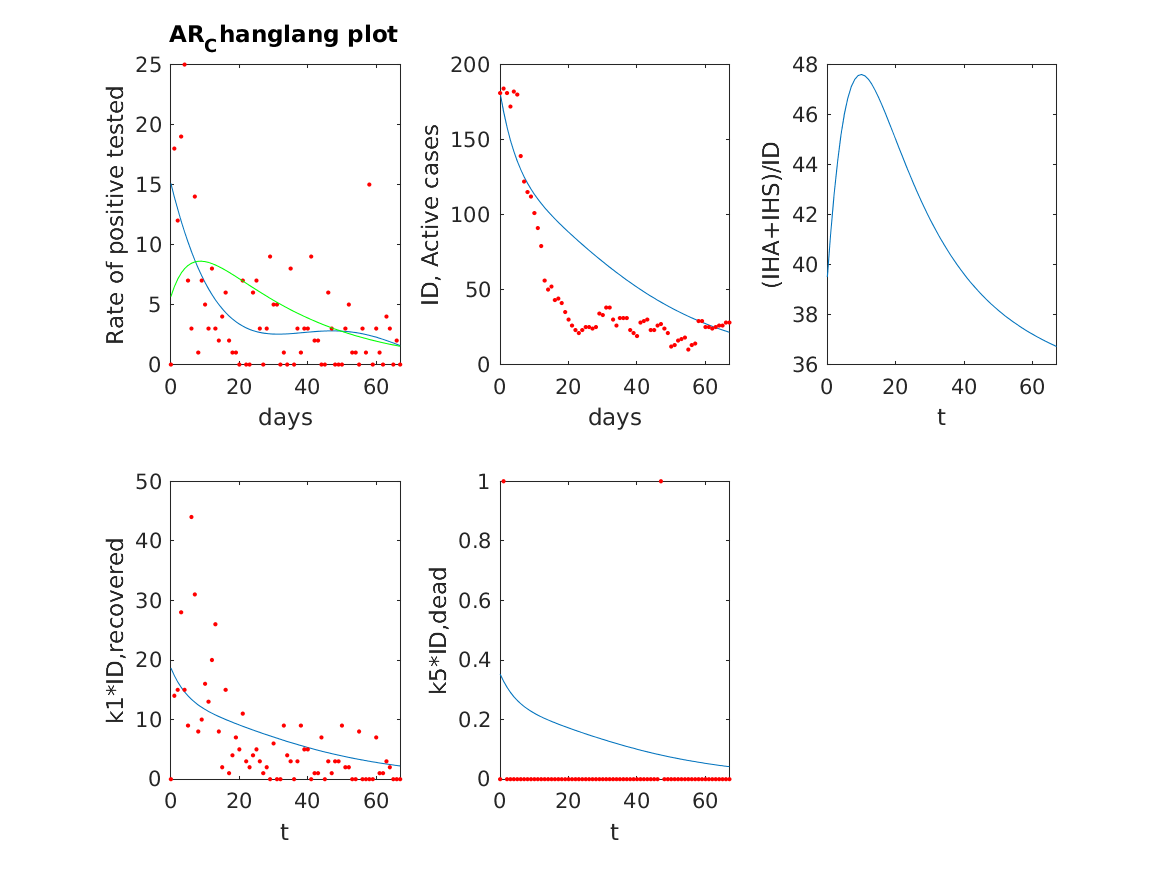 AR_Changlang plot
25
20
15
10
5
0
0 20 40 60
Rate of positive tested
days
200
150
100
50
0
0 20 40 60
ID, Active cases
days
48
46
44
42
40
38
36
0 20 40 60
(IHA+IHS)/ID
t
50
40
30
20
10
0
0 20 40 60
k1*ID,recovered
t
1
0.8
0.6
0.4
0.2
0
0 20 40 60
k5*ID,dead
t